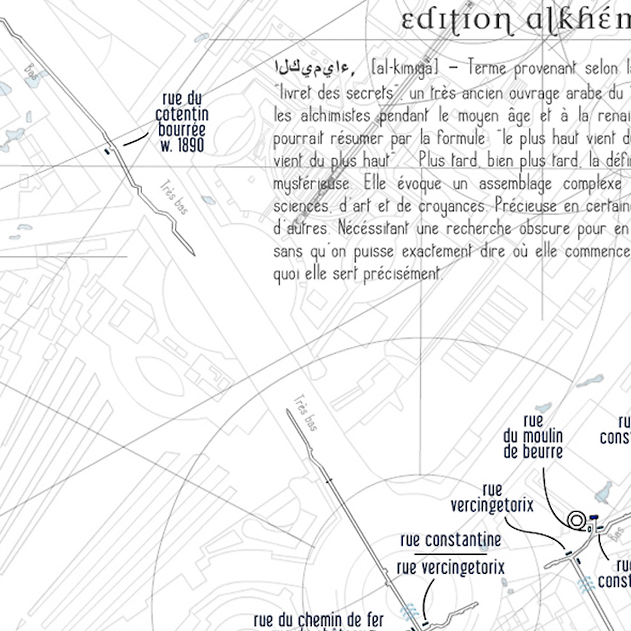 EDITION ALKHÉM
الكيمياء, [al-kimiya] – Terme provenant selon l
"livret des secrets" un très ancien ouvrage arabe du
les alchimistes pendant le moyen âge et à la renai
pourrait résumer par la formule "le plus haut vient d
vient du plus haut" . Plus tard, bien plus tard, la défi
mystérieuse. Elle évoque un assemblage complexe
sciences, d'art et de croyances. Précieuse en certain
d'autres. Nécéssitant une recherche obscure pour en
sans qu'on puisse exactement dire où elle commence
quoi elle sert précisément.
Bas
rue du
cotentin
bourrée
w. 1890
Très bas
Très bas
rue
du moulin
de beurre
ru
cons
rue
vercingetorix
rue constantine
rue vercingetorix
Bas
ru
const
rue du chemin de fer